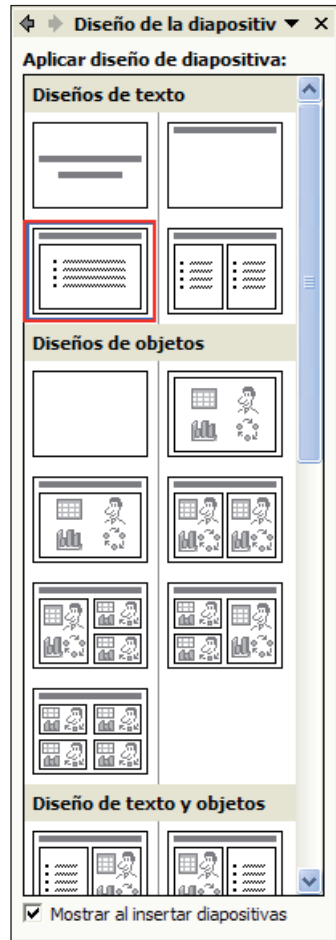 Diseño de la diapositiv
Aplicar diseño de diapositiva:
Diseños de texto
Diseños de objetos
Diseño de texto y objetos
Mostrar al insertar diapositivas